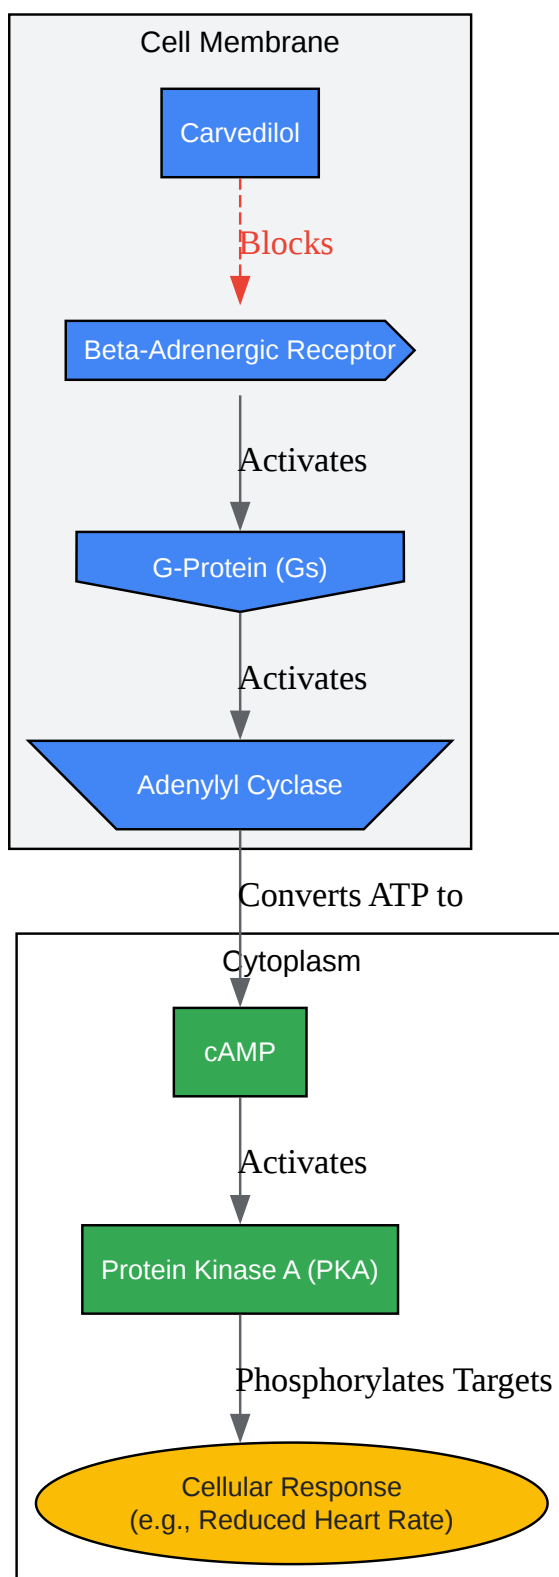 Cell Membrane
Carvedilol
Blocks
Beta-Adrenergic Receptor
Activates
G-Protein (Gs)
Activates
Adenylyl Cyclase
Converts ATP to
Cytoplasm
cAMP
Activates
Protein Kinase A (PKA)
Phosphorylates Targets
Cellular Response
(e.g., Reduced Heart Rate)